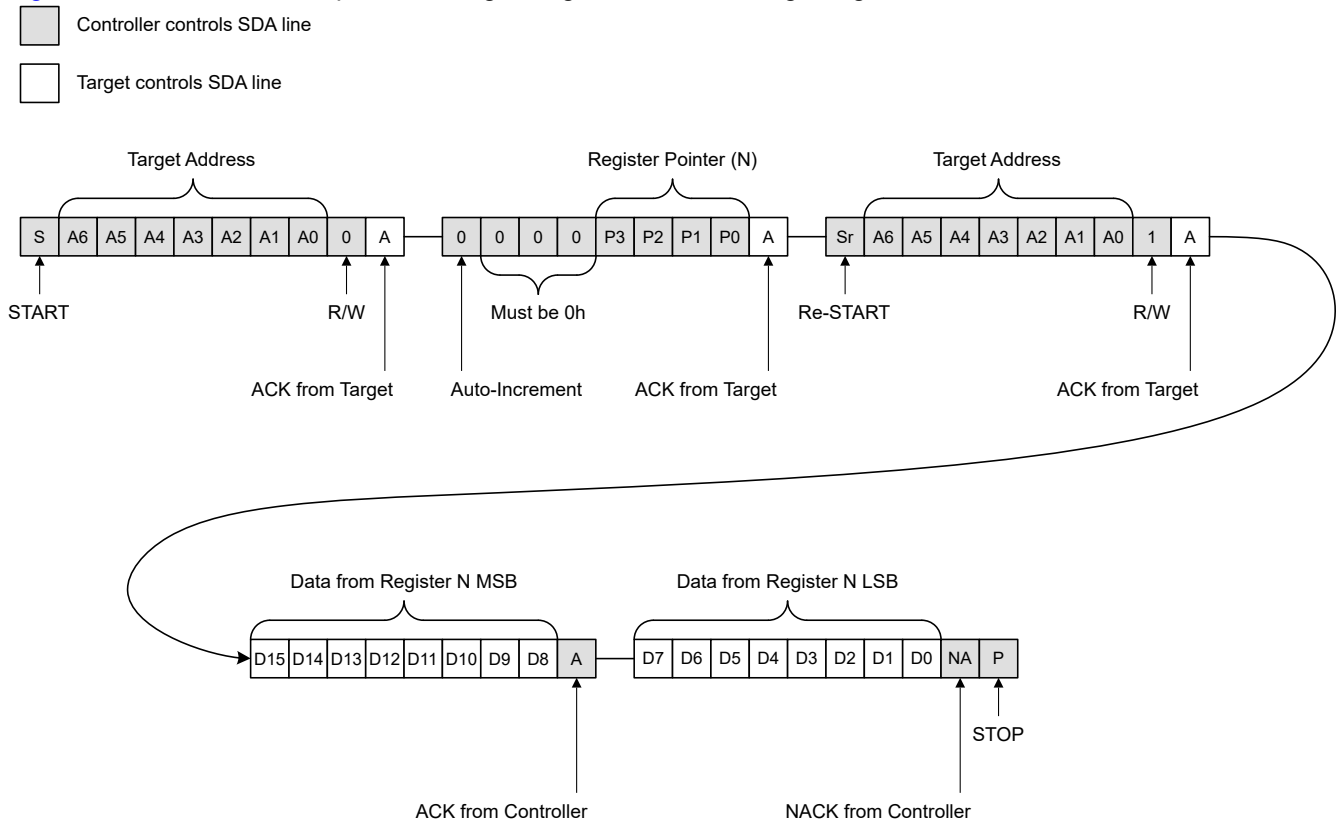 Controller controls SDA line
Target controls SDA line
Target Address Register Pointer (N) Target Address
S A6 A5 A4 A3 A2 A1 A0 0 A 0 0 0 0 P3 P2 P1 P0 A Sr A6 A5 A4 A3 A2 A1 A0 1 A
START R/W Must be 0h Re-START R/W
ACK from Target Auto-Increment ACK from Target ACK from Target
Data from Register N MSB Data from Register N LSB
D15 D14 D13 D12 D11 D10 D9 D8 A D7 D6 D5 D4 D3 D2 D1 D0 NA P
STOP
ACK from Controller NACK from Controller